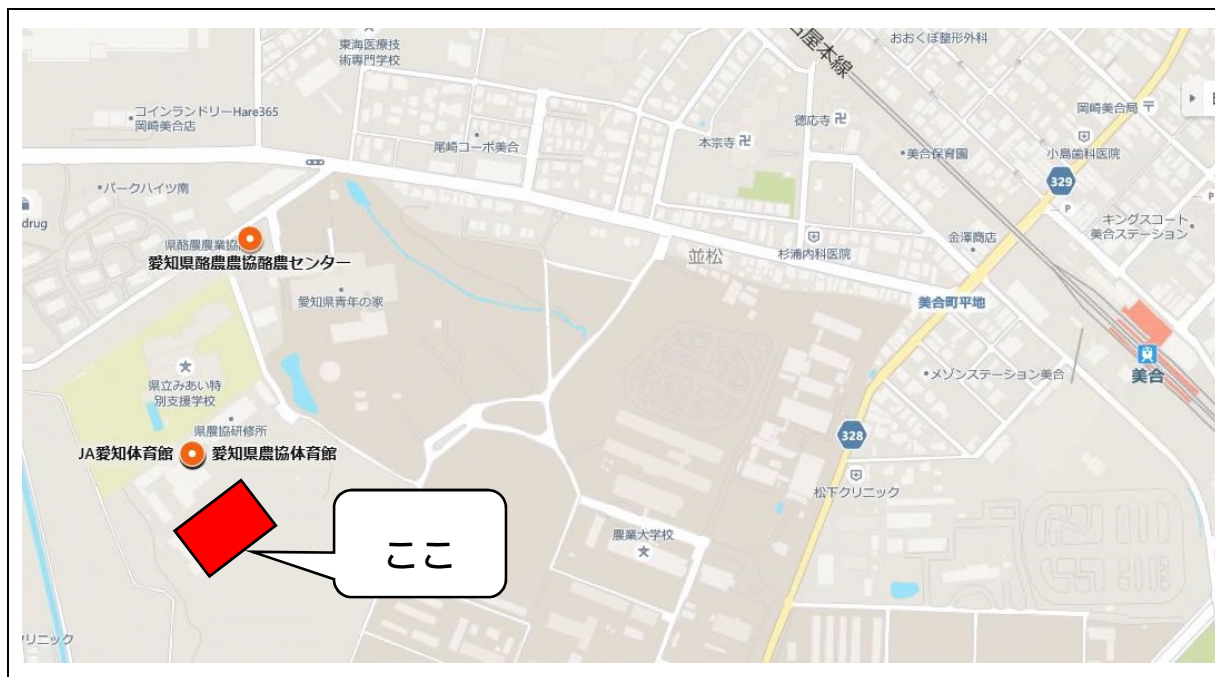 東海医療技
術専門学校
屋本線
おおくぼ整形外科
コインランドリーHare365
岡崎美合店
岡崎美合局
徳応寺
尾崎コーポ美合
本宗寺
美合保育園
小島歯科医院
329
パークハイツ南
P
P
drug
キングスコート
美合ステーション
県酪農農業協
金澤商店
杉浦内科医院
並松
愛知県酪農農協酪農センター
愛知県青年の家
美合町平地
県立みあい特
別支援学校
メゾンステーション美合
美合
県農協研修所
328
JA愛知体育館
愛知県農協体育館
松下クリニック
農業大学校
ここ
リニック